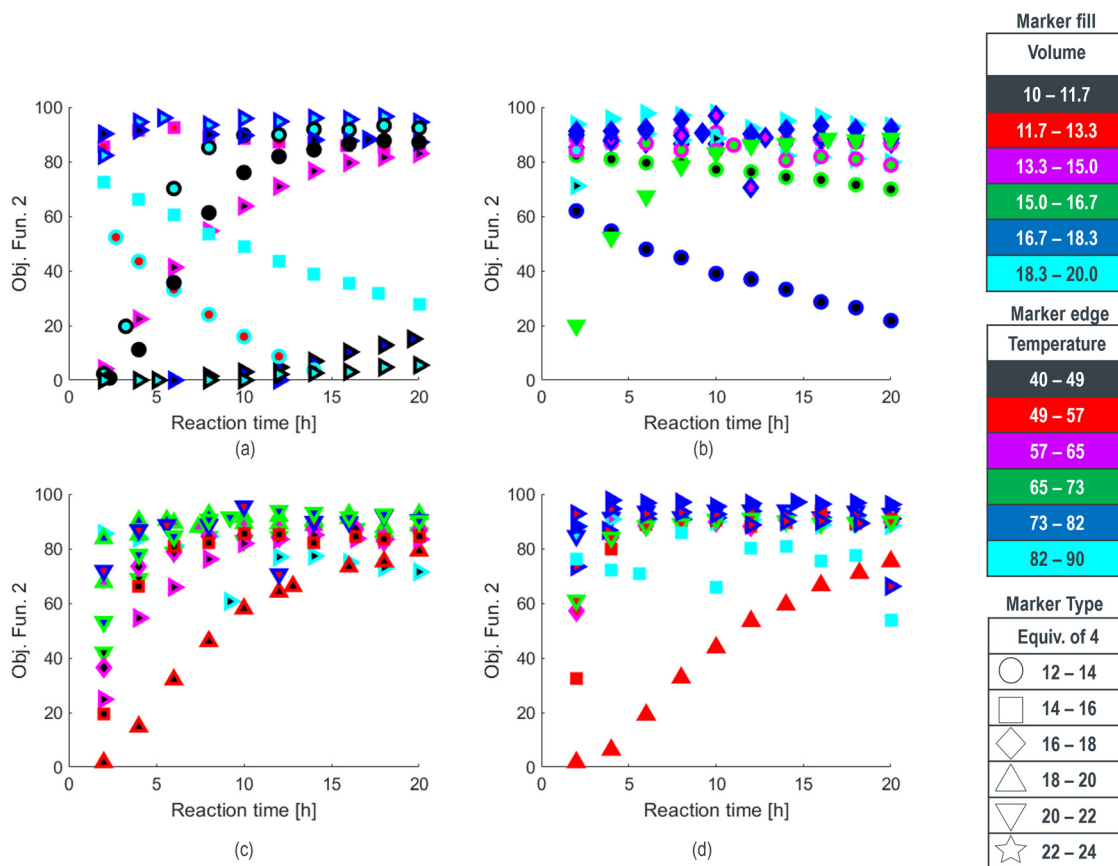 100
80
60
40
20
0
Obj. Fun. 2
0 5 10 15 20
Reaction time [h]
(a)
100
80
60
40
20
0
Obj. Fun. 2
0 5 10 15 20
Reaction time [h]
(b)
100
80
60
40
20
0
Obj. Fun. 2
0 5 10 15 20
Reaction time [h]
(c)
100
80
60
40
20
0
Obj. Fun. 2
0 5 10 15 20
Reaction time [h]
(d)
Marker fill
Volume
10 – 11.7
11.7 – 13.3
13.3 – 15.0
15.0 – 16.7
16.7 – 18.3
18.3 – 20.0
Marker edge
Temperature
40 – 49
49 – 57
57 – 65
65 – 73
73 – 82
82 – 90
Marker Type
Equiv. of 4
12 – 14
14 – 16
16 – 18
18 – 20
20 – 22
22 – 24